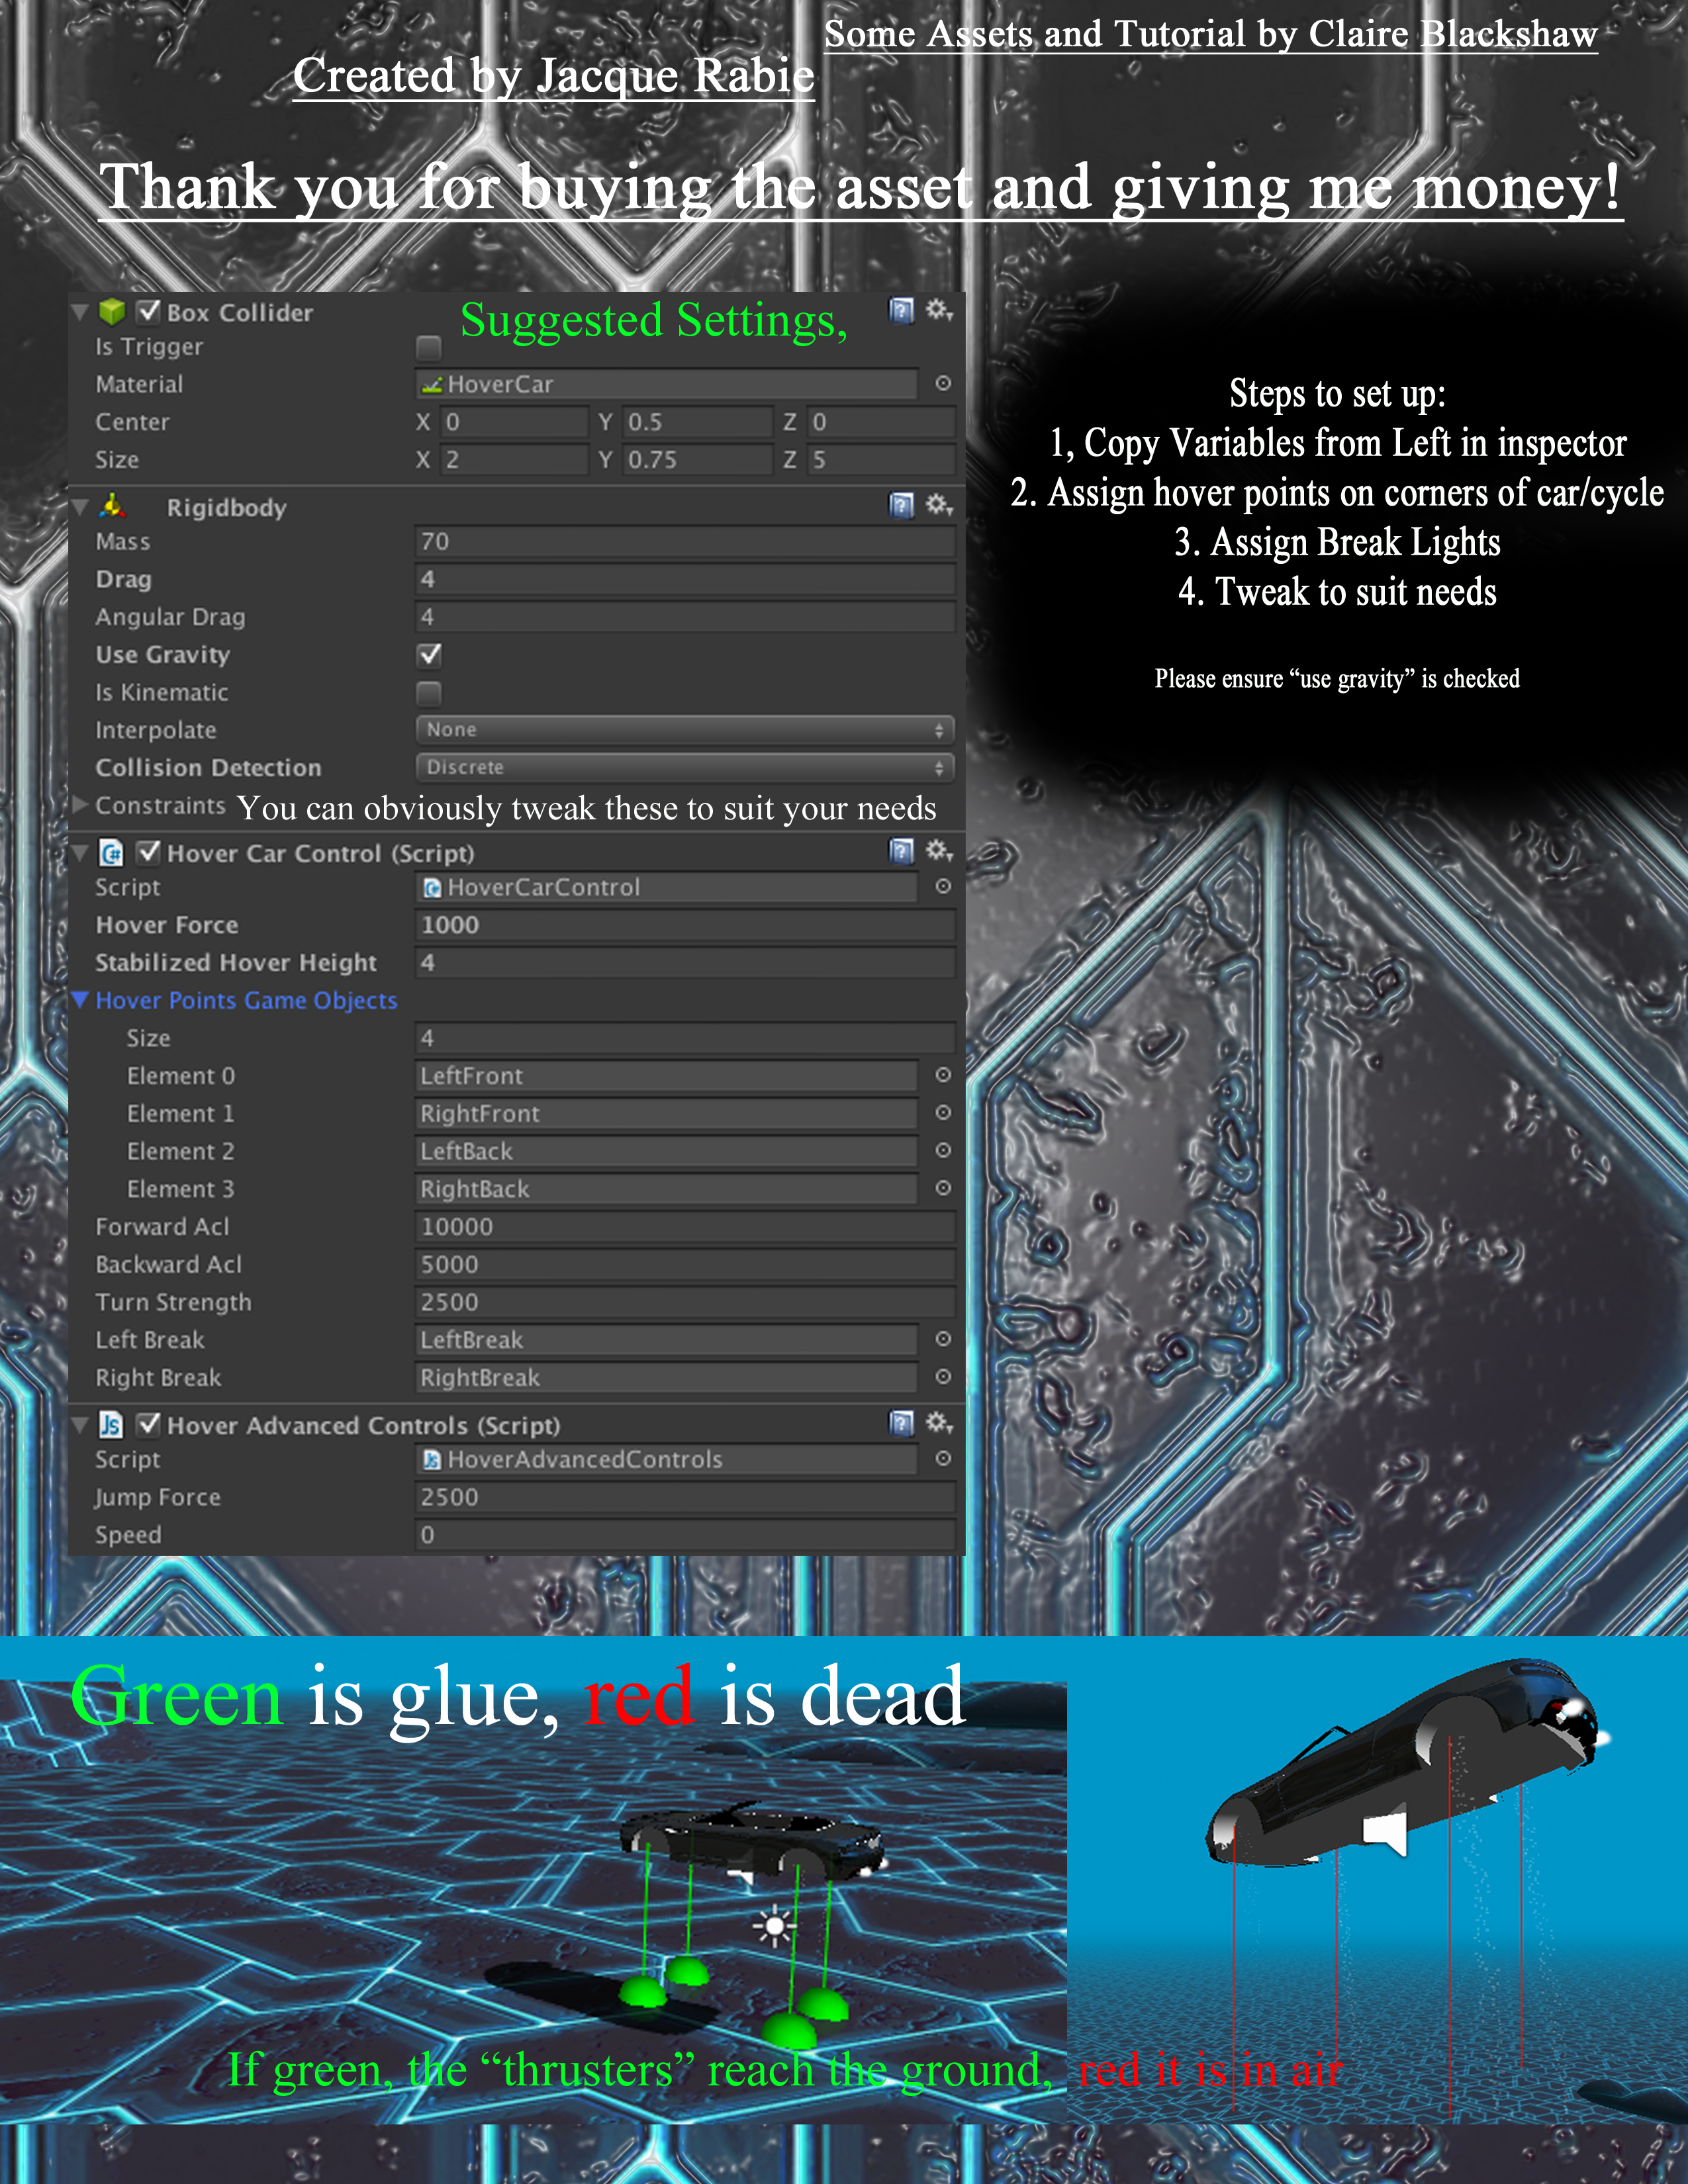 Some Assets and Tutorial by Claire Blackshaw
Created by Jacque Rabie
Thank you for buying the asset and giving me money!
Box Collider
Suggested Settings,
Is Trigger
Material HoverCar
Center X 0 Y 0.5 Z 0
Size X 2 Y 0.75 Z 5
Rigidbody
Mass 70
Drag 4
Angular Drag 4
Use Gravity
Is Kinematic
Interpolate None
Collision Detection Discrete
Constraints You can obviously tweak these to suit your needs
Hover Car Control (Script)
Script HoverCarControl
Hover Force 1000
Stabilized Hover Height 4
Hover Points Game Objects
Size 4
Element 0 LeftFront
Element 1 RightFront
Element 2 LeftBack
Element 3 RightBack
Forward Acl 10000
Backward Acl 5000
Turn Strength 2500
Left Break LeftBreak
Right Break RightBreak
Hover Advanced Controls (Script)
Script HoverAdvancedControls
Jump Force 2500
Speed 0
Steps to set up:
1, Copy Variables from Left in inspector
2. Assign hover points on corners of car/cycle
3. Assign Break Lights
4. Tweak to suit needs
Please ensure “use gravity” is checked
Green is glue, red is dead
If green, the “thrusters” reach the ground, red it is in air